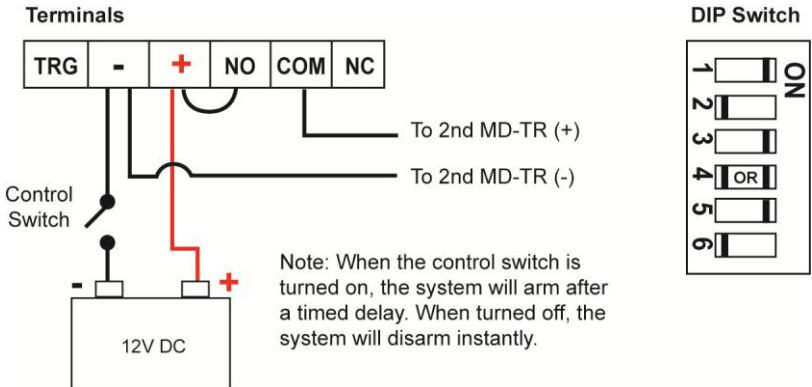 Terminals
TRG - + NO COM NC
To 2nd MD-TR (+)
To 2nd MD-TR (-)
Control
Switch
- +
12V DC
Note: When the control switch is
turned on, the system will arm after
a timed delay. When turned off, the
system will disarm instantly.
DIP Switch
ON
1
2
3
4 OR
5
6